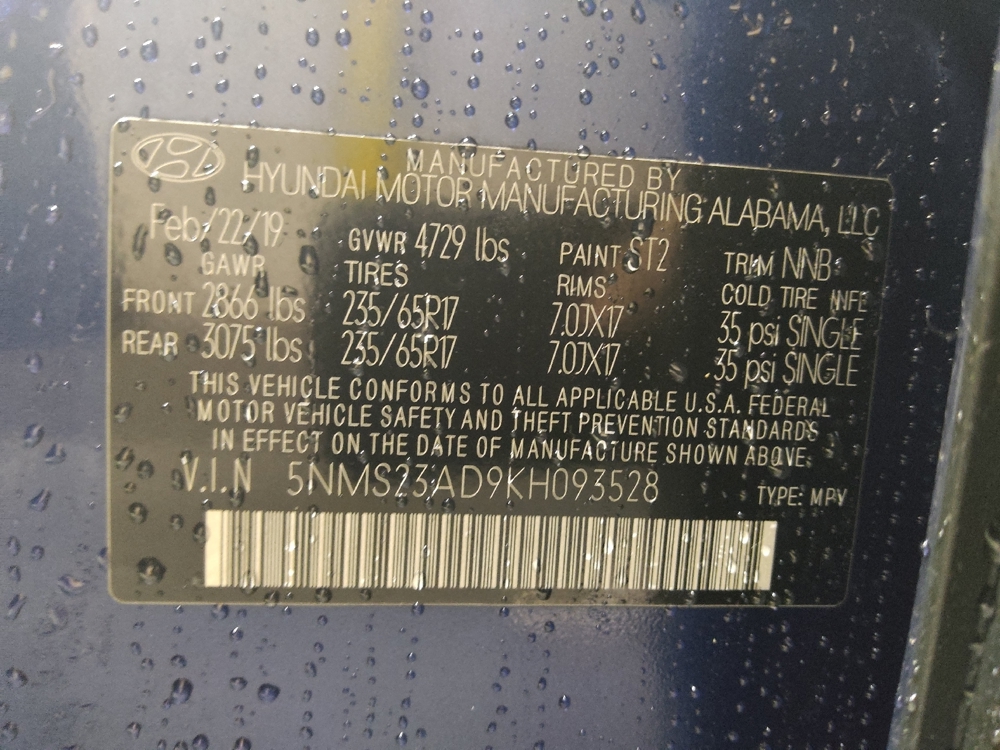 MANUFACTURED BY
HYUNDAI MOTOR MANUFACTURING ALABAMA, LLC
Feb/22/19 GVWR 4729 lbs PAINT ST2 TRIM NNB
GAWR TIRES RIMS COLD TIRE INFL
FRONT 2866 lbs 235/65R17 7.0JX17 35 psi SINGLE
REAR 3075 lbs 235/65R17 7.0JX17 35 psi SINGLE
THIS VEHICLE CONFORMS TO ALL APPLICABLE U.S.A. FEDERAL
MOTOR VEHICLE SAFETY AND THEFT PREVENTION STANDARDS
IN EFFECT ON THE DATE OF MANUFACTURE SHOWN ABOVE.
V.I.N 5NMS23AD9KH093528 TYPE: MPV